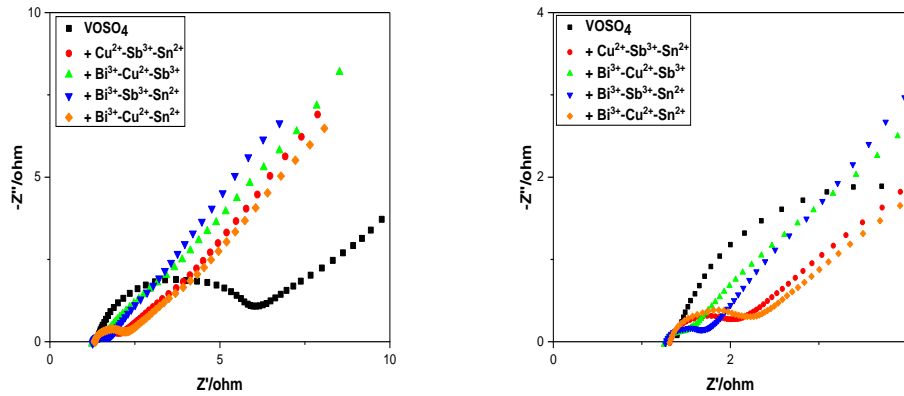 10
5
0
-Z''/ohm
VOSO₄
+ Cu²⁺-Sb³⁺-Sn²⁺
+ Bi³⁺-Cu²⁺-Sb³⁺
+ Bi³⁺-Sb³⁺-Sn²⁺
+ Bi³⁺-Cu²⁺-Sn²⁺
0 5 10
Z'/ohm
4
2
0
-Z''/ohm
VOSO₄
+ Cu²⁺-Sb³⁺-Sn²⁺
+ Bi³⁺-Cu²⁺-Sb³⁺
+ Bi³⁺-Sb³⁺-Sn²⁺
+ Bi³⁺-Cu²⁺-Sn²⁺
2
Z'/ohm